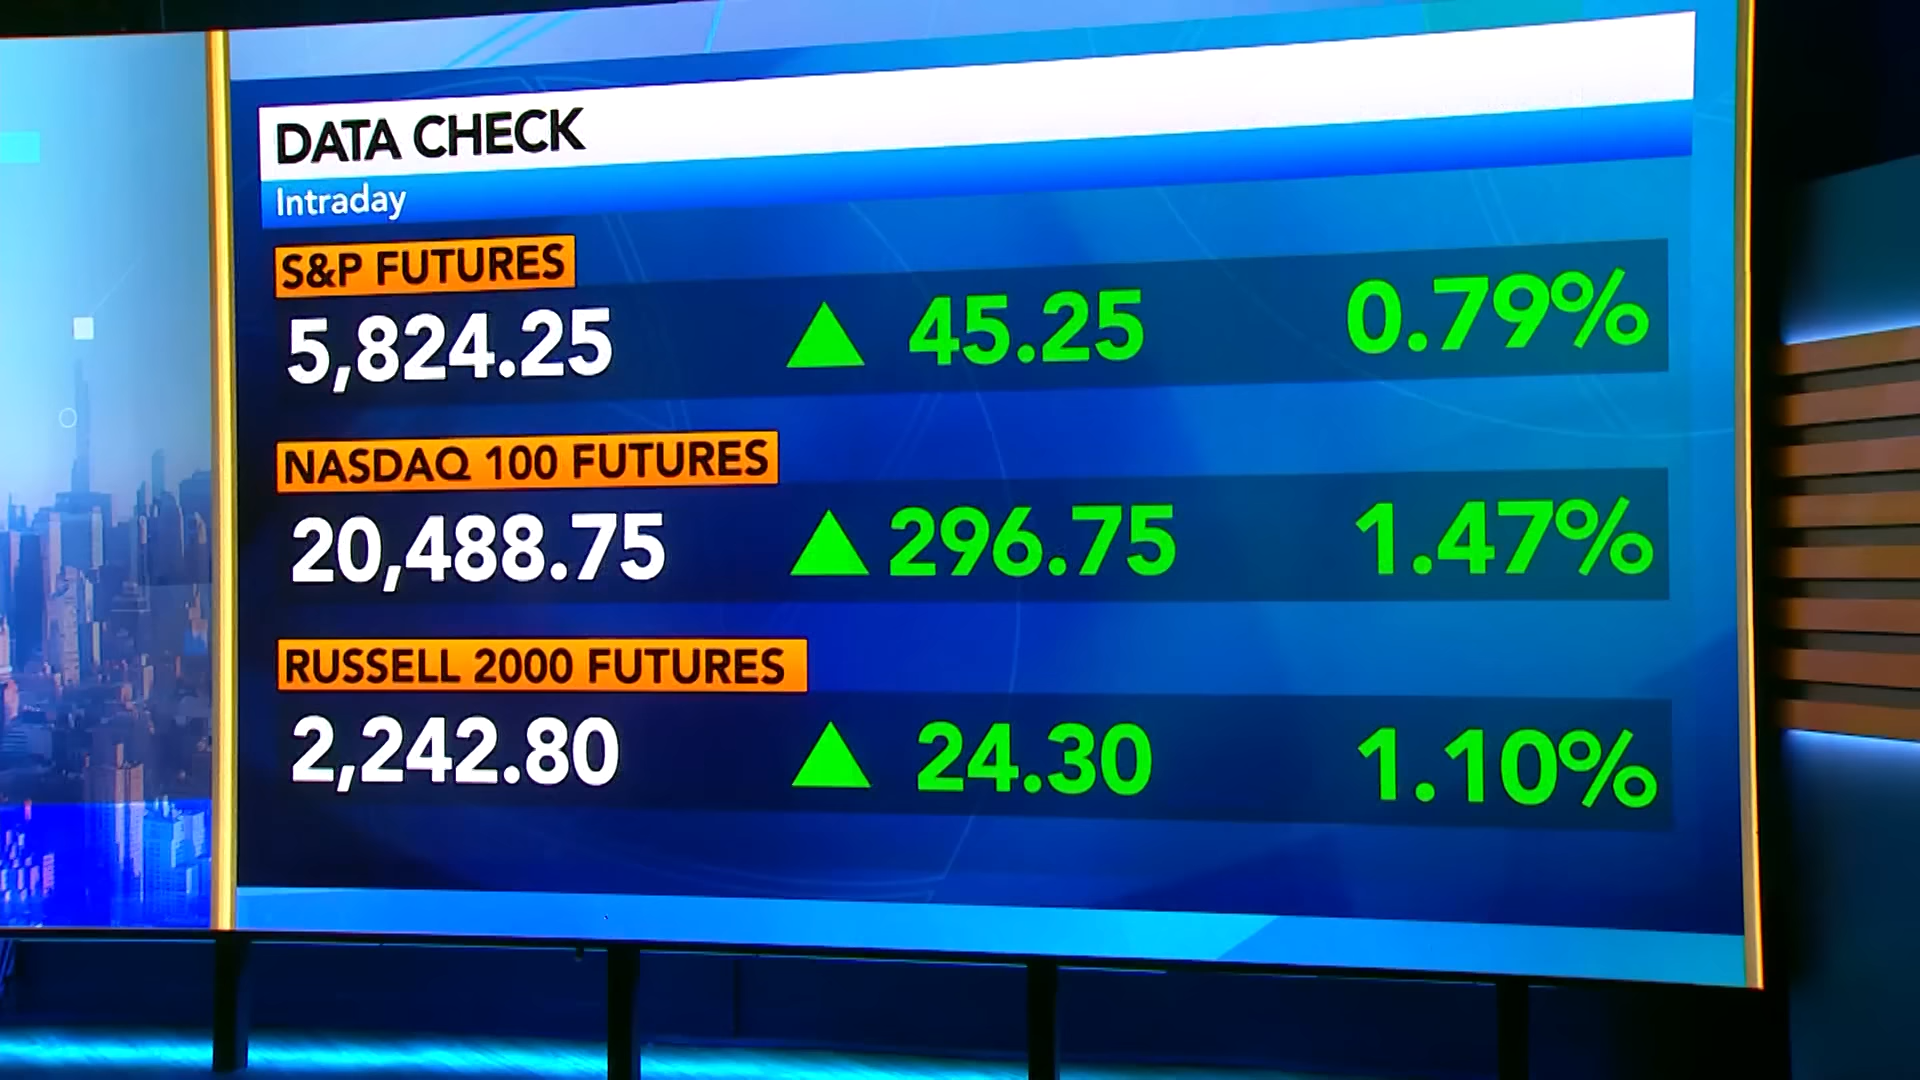 DATA CHECK
Intraday
S&P FUTURES
5,824.25 ▲ 45.25 0.79%
NASDAQ 100 FUTURES
20,488.75 ▲ 296.75 1.47%
RUSSELL 2000 FUTURES
2,242.80 ▲ 24.30 1.10%